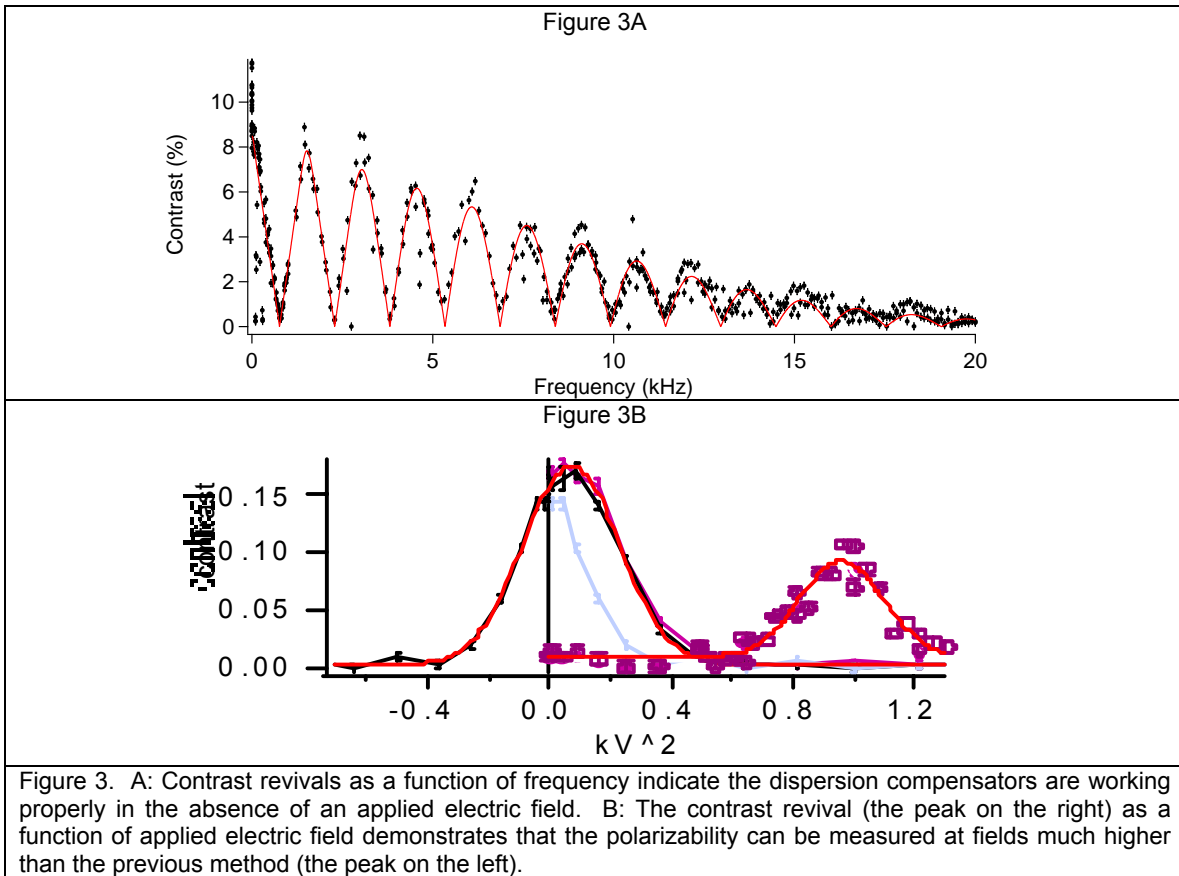 Figure 3A
Contrast (%)
10
8
6
4
2
0
0 5 10 15 20
Frequency (kHz)
Figure 3B
0.15
0.10
0.05
0.00
-0.4 0.0 0.4 0.8 1.2
kV^2
Figure 3. A: Contrast revivals as a function of frequency indicate the dispersion compensators are working
properly in the absence of an applied electric field. B: The contrast revival (the peak on the right) as a
function of applied electric field demonstrates that the polarizability can be measured at fields much higher
than the previous method (the peak on the left).